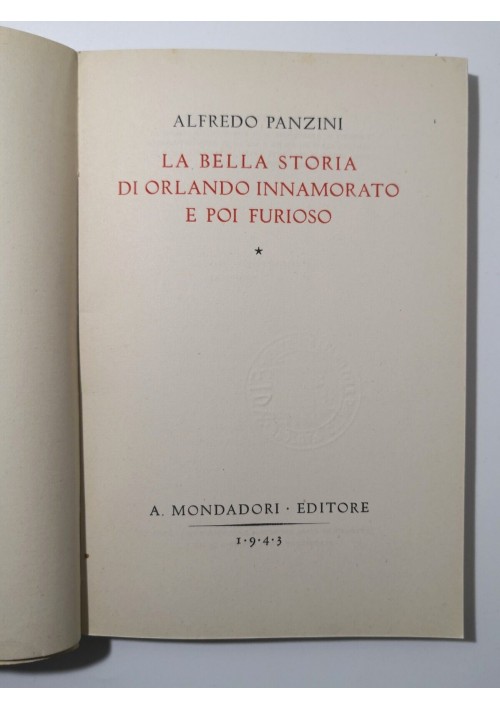 ALFREDO PANZINI
LA BELLA STORIA
DI ORLANDO INNAMORATO
E POI FURIOSO
*
A. MONDADORI · EDITORE
1·9·4·3